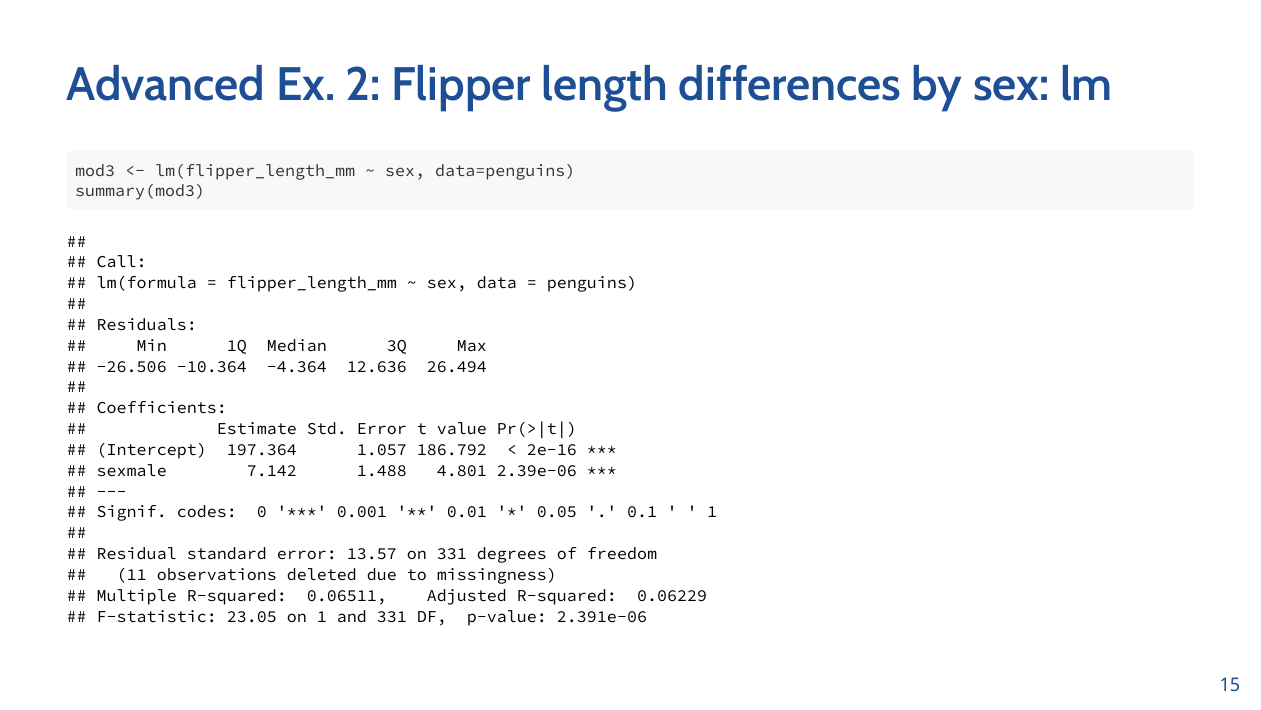 Advanced Ex. 2: Flipper length differences by sex: lm
mod3 <- lm(flipper_length_mm ~ sex, data=penguins)
summary(mod3)
##
## Call:
## lm(formula = flipper_length_mm ~ sex, data = penguins)
##
## Residuals:
##     Min      1Q  Median      3Q     Max
## -26.506 -10.364  -4.364  12.636  26.494
##
## Coefficients:
##             Estimate Std. Error t value Pr(>|t|)
## (Intercept)  197.364      1.057 186.792  < 2e-16 ***
## sexmale        7.142      1.488   4.801 2.39e-06 ***
## ---
## Signif. codes:  0 '***' 0.001 '**' 0.01 '*' 0.05 '.' 0.1 ' ' 1
##
## Residual standard error: 13.57 on 331 degrees of freedom
##   (11 observations deleted due to missingness)
## Multiple R-squared:  0.06511,    Adjusted R-squared:  0.06229
## F-statistic: 23.05 on 1 and 331 DF,  p-value: 2.391e-06
15